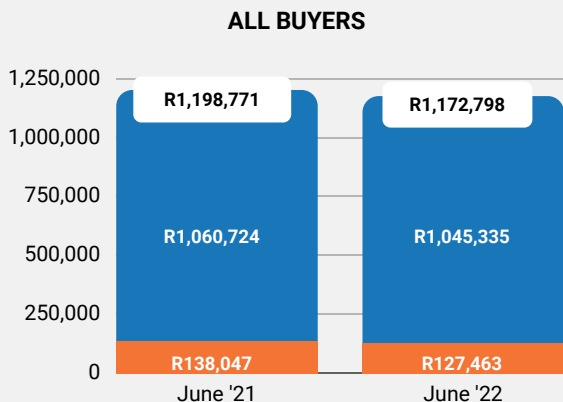 ALL BUYERS
1,250,000
R1,198,771
R1,172,798
1,000,000
750,000
R1,060,724
R1,045,335
500,000
250,000
R138,047
R127,463
0
June '21
June '22